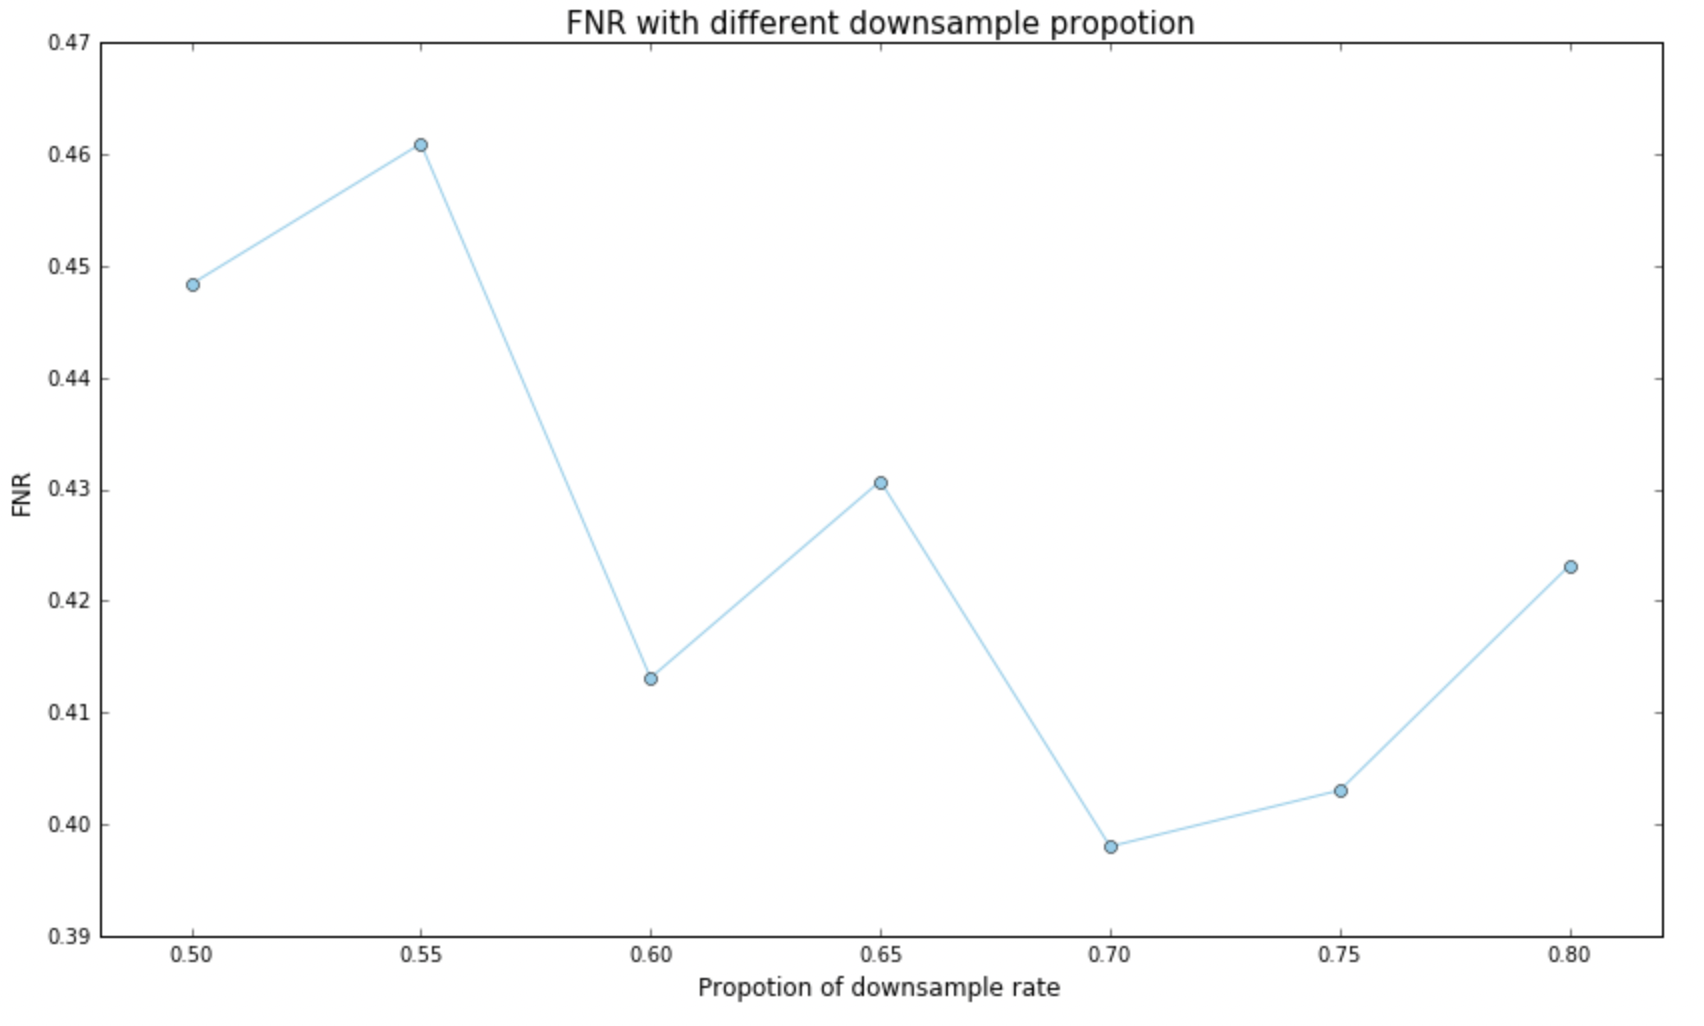 FNR with different downsample propotion
0.47
0.46
0.45
0.44
0.43
0.42
0.41
0.40
0.39
FNR
0.50 0.55 0.60 0.65 0.70 0.75 0.80
Propotion of downsample rate